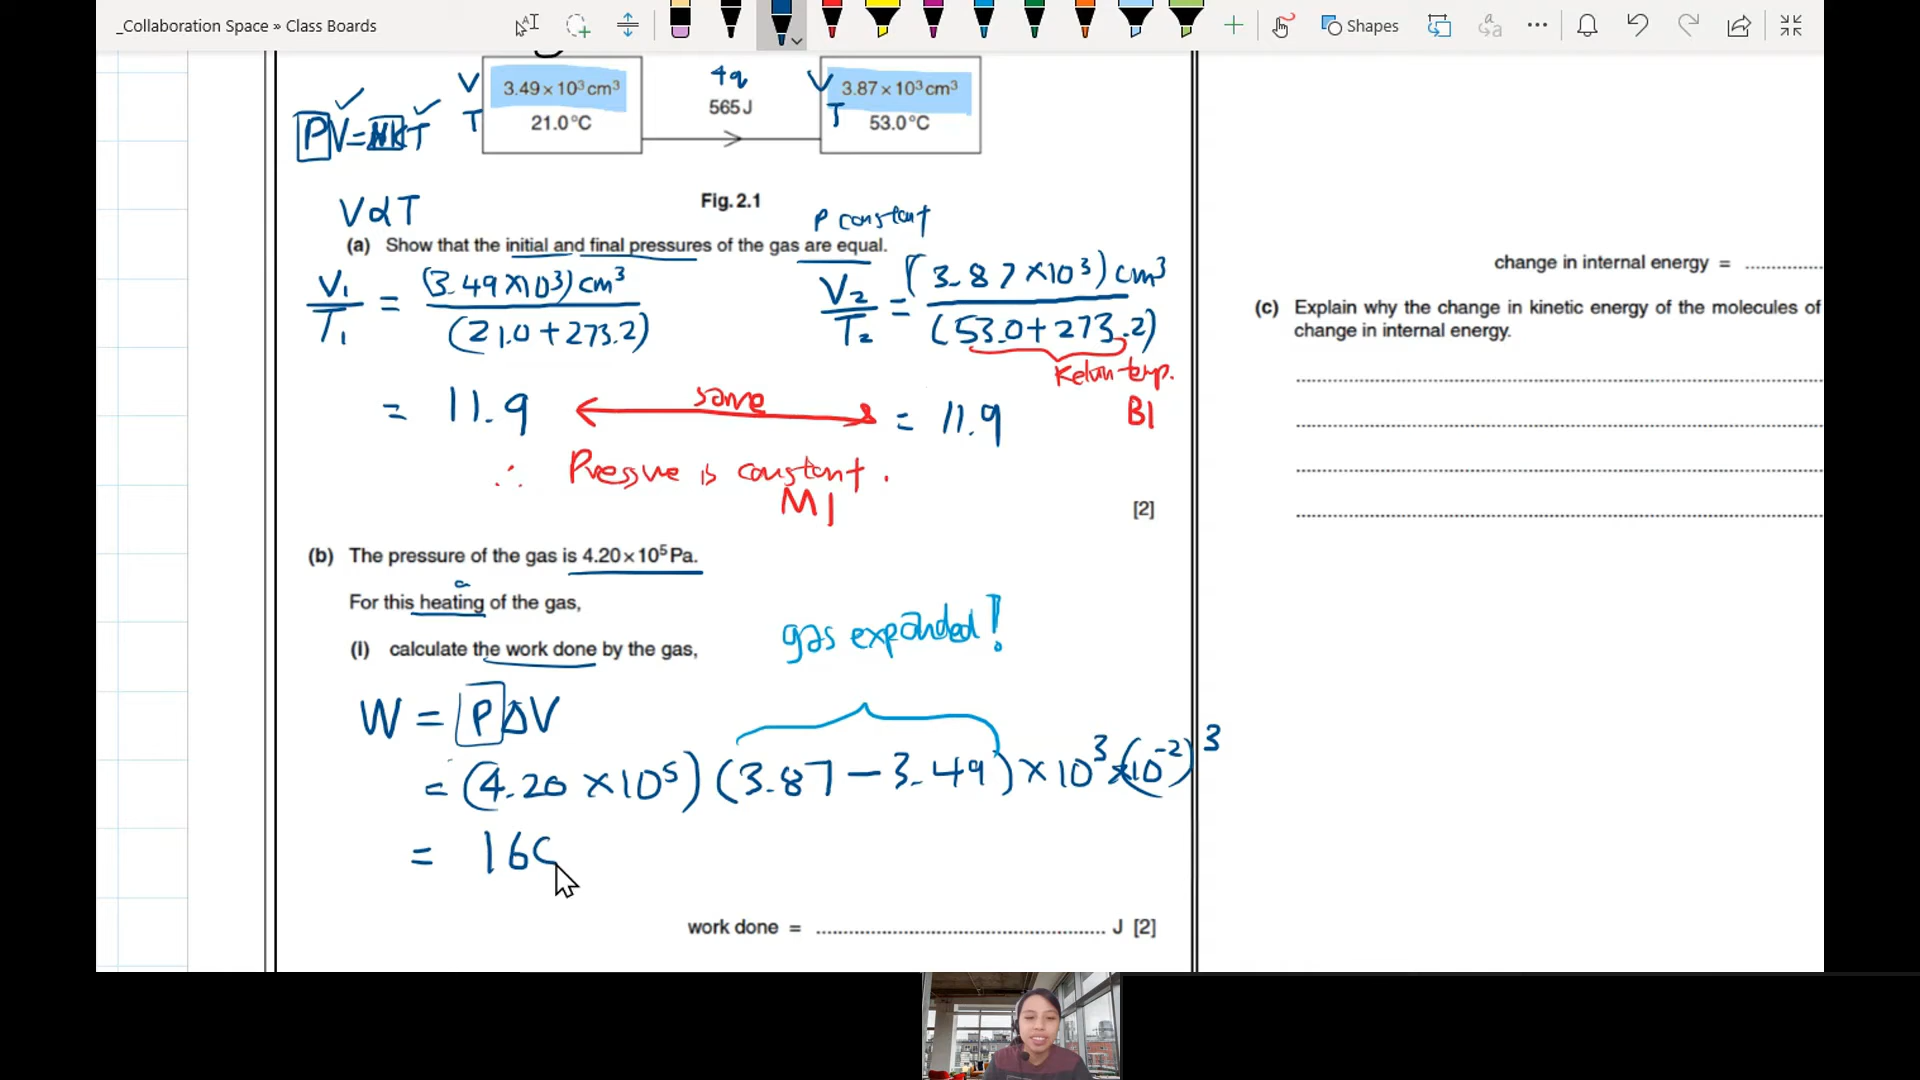 _Collaboration Space » Class Boards
Shapes
V 3.49×10³cm³ 4q V 3.87×10³cm³
T 21.0°C 565J T 53.0°C
PV=NKT
Fig.2.1
V∝T
P constant
(a) Show that the initial and final pressures of the gas are equal.
V₁/T₁ = (3.49×10³)cm³/(21.0+273.2)
V₂/T₂ = (3.87×10³)cm³/(53.0+273.2)
Kelvin temp.
B1
= 11.9 same = 11.9
∴ Pressure is constant.
M1
[2]
(b) The pressure of the gas is 4.20×10⁵Pa.
For this heating of the gas,
gas expanded!
(i) calculate the work done by the gas,
W = PΔV
= (4.20×10⁵)(3.87−3.49)×10³×(10⁻²)³
= 16
work done = ........................................ J [2]
change in internal energy = ............
(c) Explain why the change in kinetic energy of the molecules of
change in internal energy.